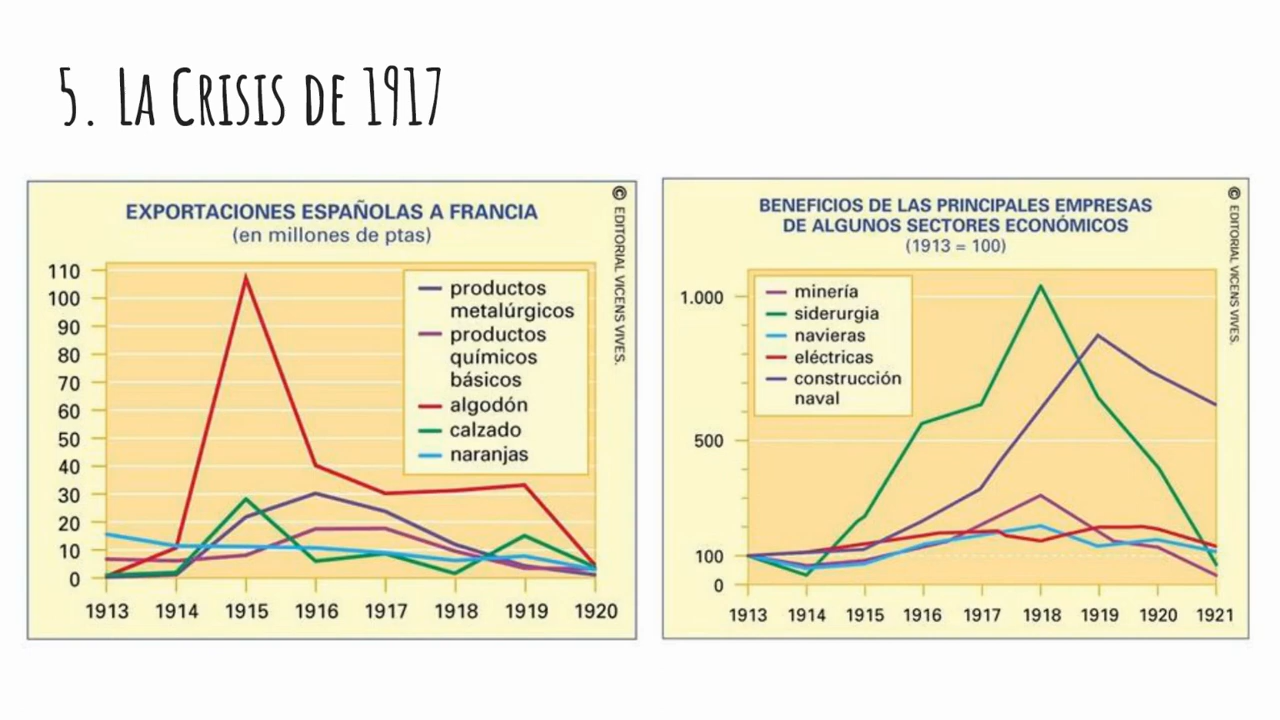 5. La Crisis de 1917
EXPORTACIONES ESPAÑOLAS A FRANCIA
(en millones de ptas)
110
100
90
80
70
60
50
40
30
20
10
0
productos
metalúrgicos
productos
químicos
básicos
algodón
calzado
naranjas
1913 1914 1915 1916 1917 1918 1919 1920
© EDITORIAL VICENS VIVES.
BENEFICIOS DE LAS PRINCIPALES EMPRESAS
DE ALGUNOS SECTORES ECONÓMICOS
(1913 = 100)
1.000
500
100
0
minería
siderurgia
navieras
eléctricas
construcción
naval
1913 1914 1915 1916 1917 1918 1919 1920 1921
© EDITORIAL VICENS VIVES.